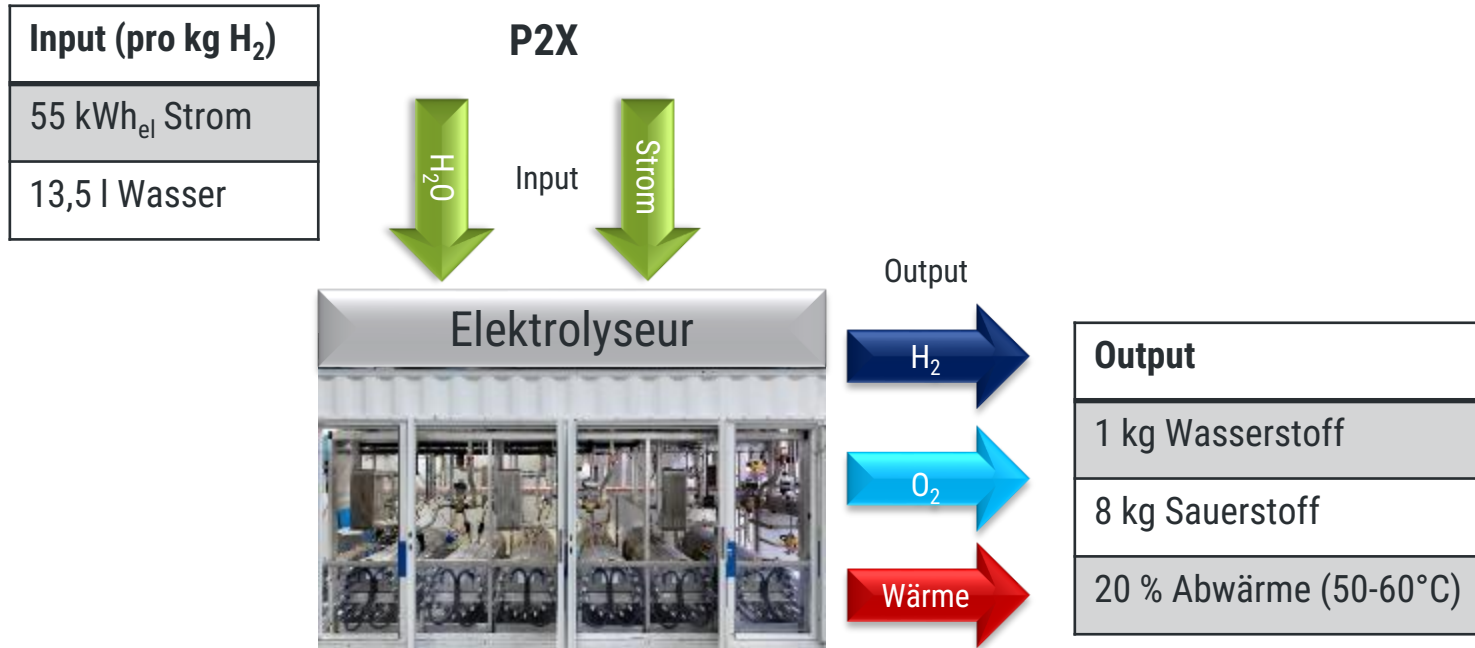 Input (pro kg H₂)
55 kWhₑₗ Strom
13,5 l Wasser
P2X
H₂O
Input
Strom
Elektrolyseur
Output
H₂
O₂
Wärme
Output
1 kg Wasserstoff
8 kg Sauerstoff
20 % Abwärme (50-60°C)